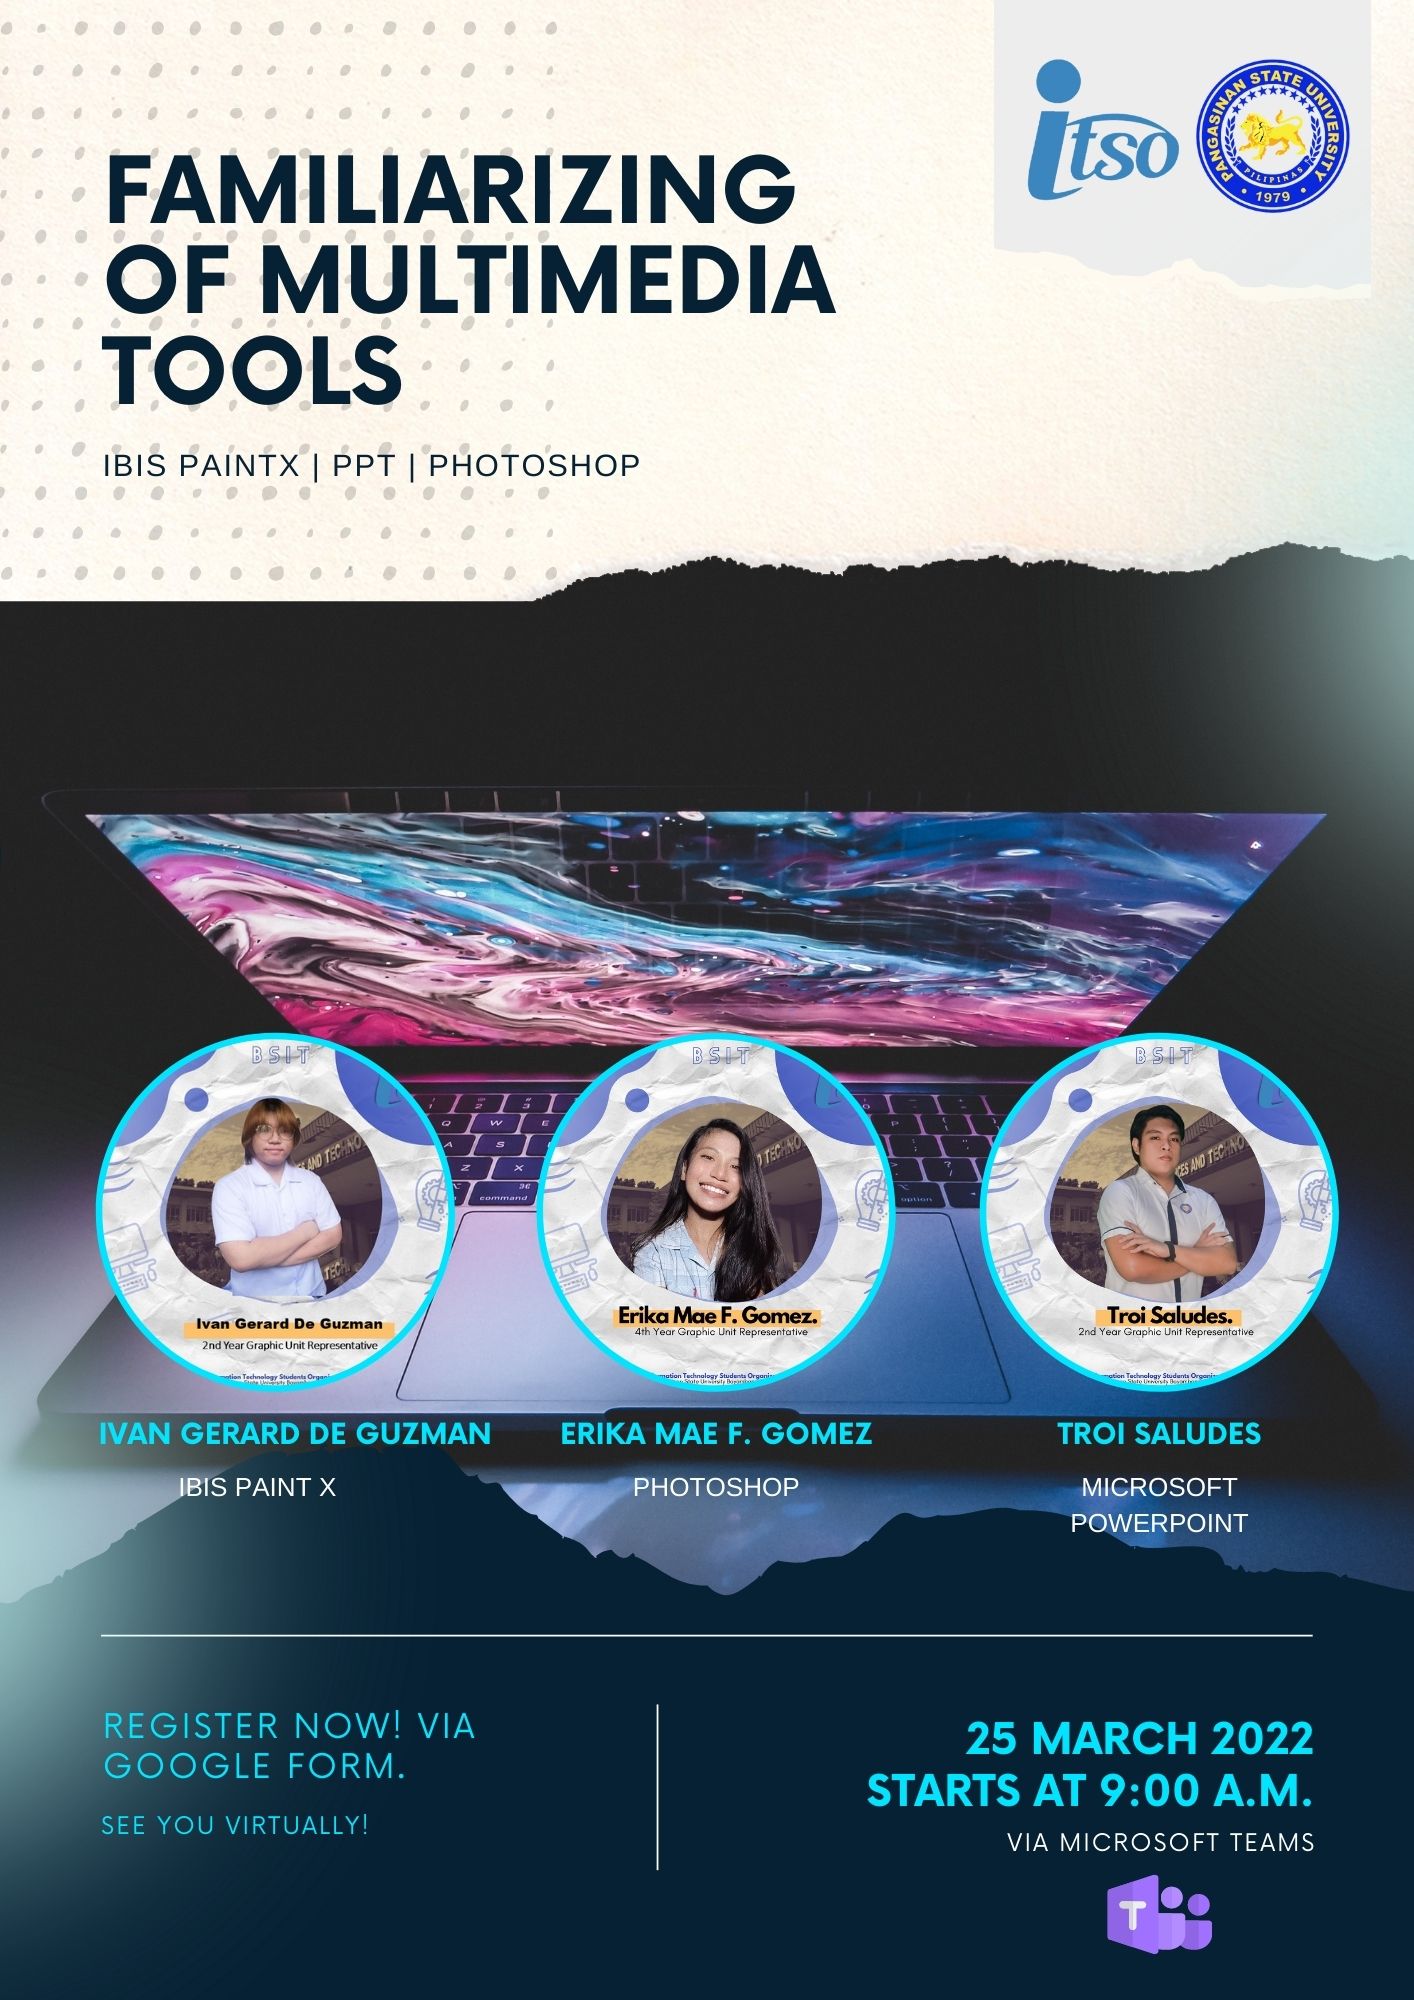 itso
PANGASINAN STATE UNIVERSITY
PILIPINAS
1979
FAMILIARIZING
OF MULTIMEDIA
TOOLS
IBIS PAINTX | PPT | PHOTOSHOP
BSIT
BSIT
BSIT
Ivan Gerard De Guzman
2nd Year Graphic Unit Representative
Erika Mae F. Gomez.
4th Year Graphic Unit Representative
Troi Saludes.
2nd Year Graphic Unit Representative
command
option
IVAN GERARD DE GUZMAN
IBIS PAINT X
ERIKA MAE F. GOMEZ
PHOTOSHOP
TROI SALUDES
MICROSOFT
POWERPOINT
REGISTER NOW! VIA
GOOGLE FORM.
SEE YOU VIRTUALLY!
25 MARCH 2022
STARTS AT 9:00 A.M.
VIA MICROSOFT TEAMS
T